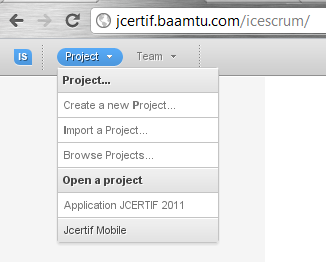 jcertif.baamtu.com/icescrum/
IS Project Team
Project...
Create a new Project...
Import a Project...
Browse Projects...
Open a project
Application JCERTIF 2011
Jcertif Mobile